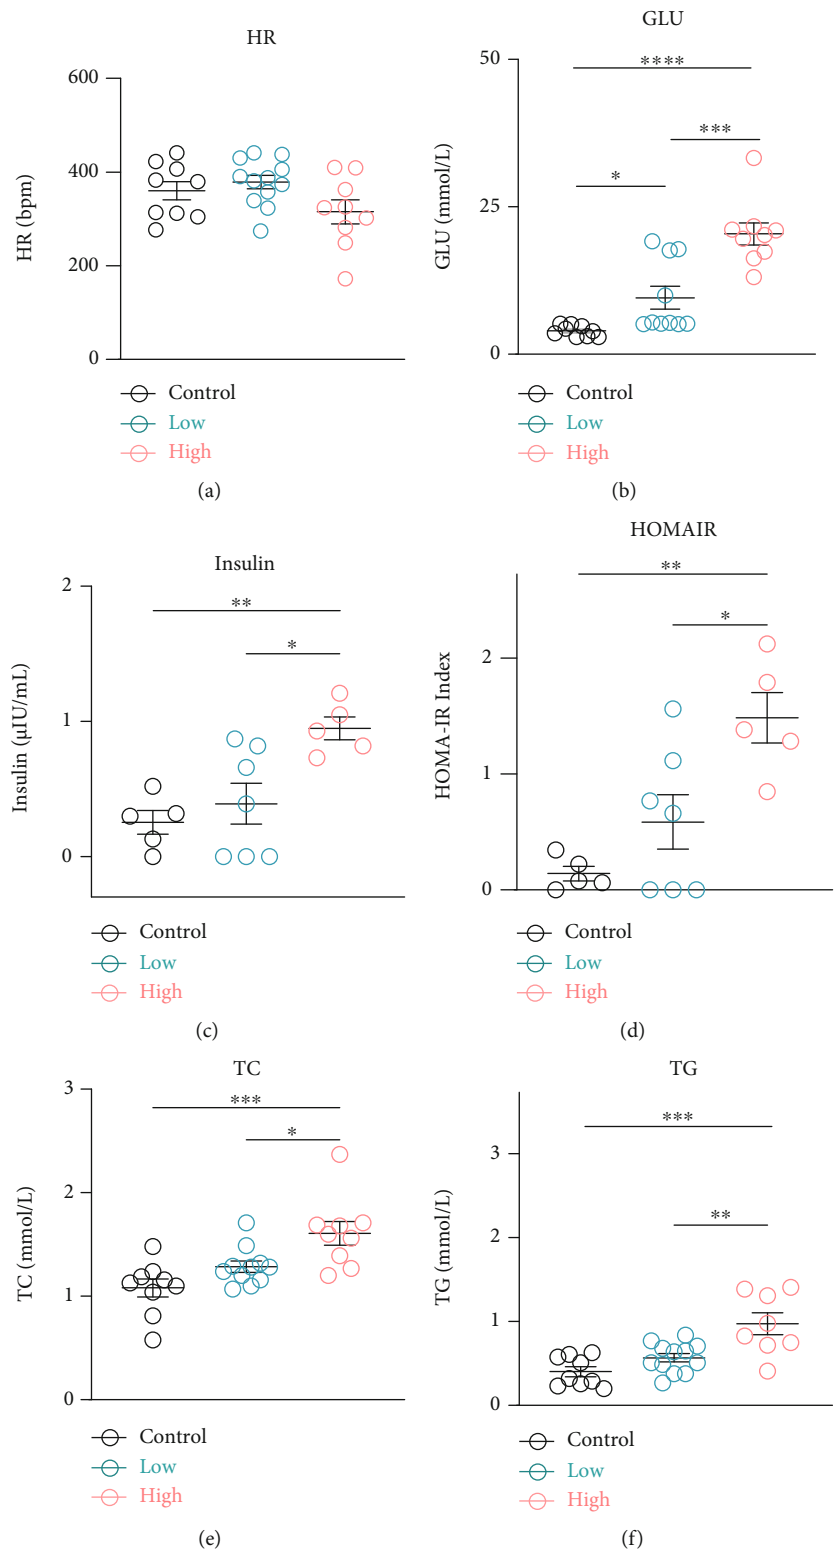 HR
600
400
200
0
HR (bpm)
Control
Low
High
(a)
GLU
50
25
0
GLU (mmol/L)
****
***
*
Control
Low
High
(b)
Insulin
2
1
0
Insulin (µIU/mL)
**
*
Control
Low
High
(c)
HOMAIR
2
1
0
HOMA-IR Index
**
*
Control
Low
High
(d)
TC
3
2
1
0
TC (mmol/L)
***
*
Control
Low
High
(e)
TG
3
2
1
0
TG (mmol/L)
***
**
Control
Low
High
(f)